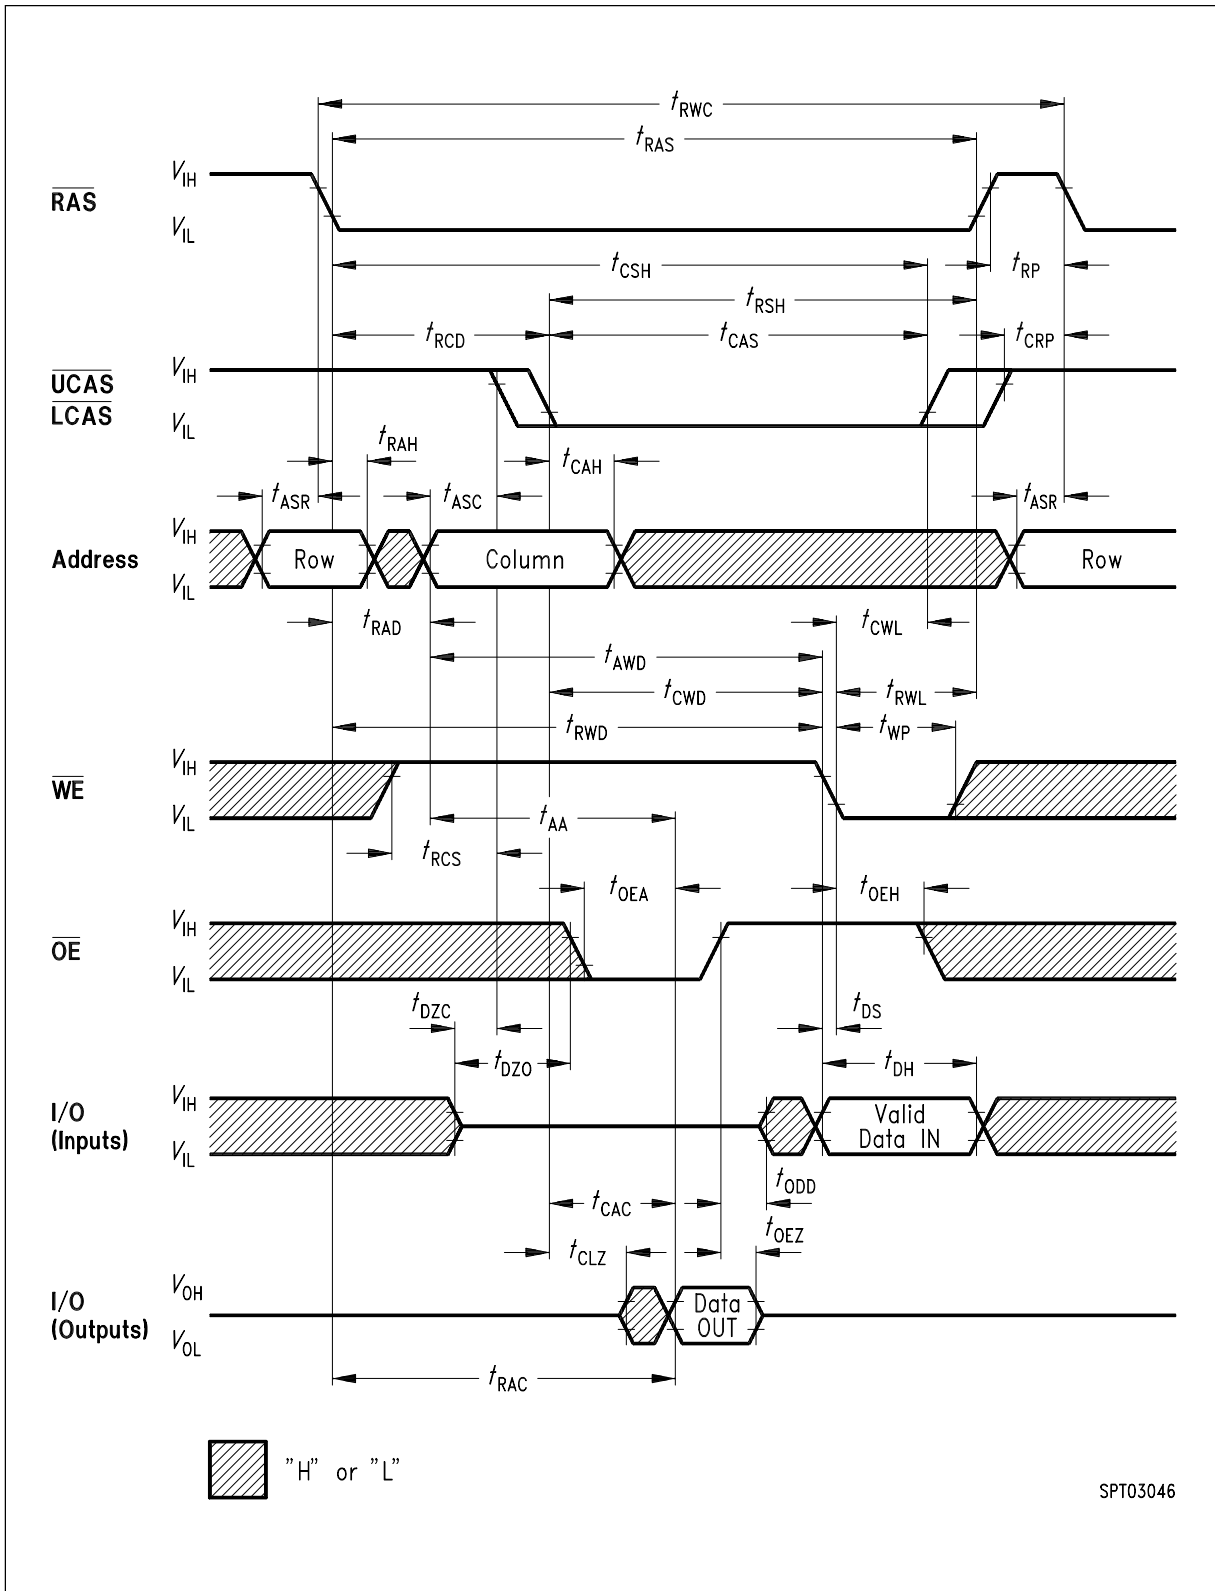 tRWC
tRAS
RAS
VIH
VIL
tCSH
tRP
tRSH
tRCD
tCAS
tCRP
UCAS
LCAS
VIH
VIL
tRAH
tCAH
tASR
tASC
tASR
Address
VIH
VIL
Row
Column
Row
tRAD
tCWL
tAWD
tCWD
tRWL
tRWD
tWP
WE
VIH
VIL
tAA
tRCS
tOEA
tOEH
OE
VIH
VIL
tDZC
tDS
tDZO
tDH
I/O
(Inputs)
VIH
VIL
Valid
Data IN
tODD
tCAC
tOEZ
tCLZ
I/O
(Outputs)
VOH
VOL
Data
OUT
tRAC
"H" or "L"
SPT03046